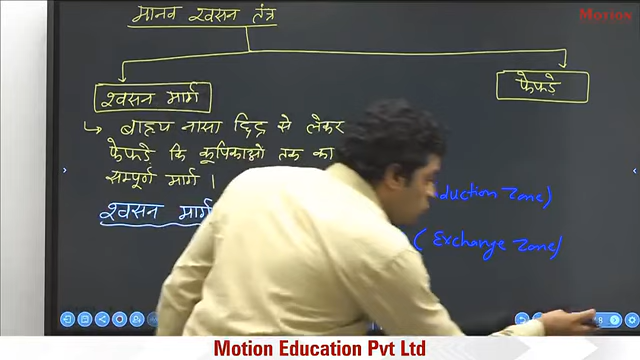 मानव श्वसन तंत्र
Motion
श्वसन मार्ग
फेफडे
↳ बाह्य नासा छिद्र से लेकर
फेफडे कि कूपिकाओं तक का
सम्पूर्ण मार्ग ।
श्वसन मार्ग
duction Zone)
( Exchange Zone)
Motion Education Pvt Ltd